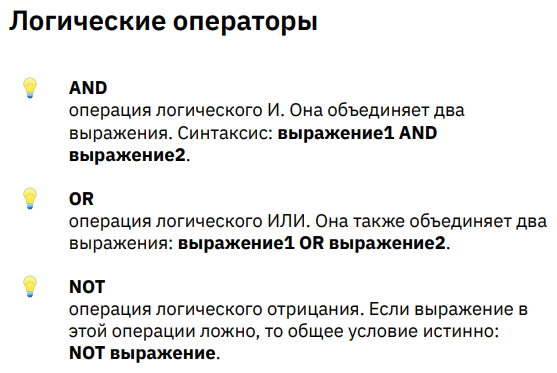 Логические операторы
AND
операция логического И. Она объединяет два
выражения. Синтаксис: выражение1 AND
выражение2.
OR
операция логического ИЛИ. Она также объединяет два
выражения: выражение1 OR выражение2.
NOT
операция логического отрицания. Если выражение в
этой операции ложно, то общее условие истинно:
NOT выражение.